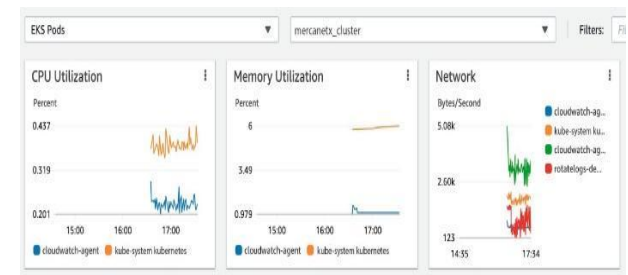 EKS Pods
mercanetx_cluster
Filters:
CPU Utilization
Percent
0.437
0.319
0.201
15:00 16:00 17:00
cloudwatch-agent kube-system kubernetes
Memory Utilization
Percent
6
3.49
0.979
15:00 16:00 17:00
cloudwatch-agent kube-system kubernetes
Network
Bytes/Second
5.08k
2.60k
123
14:35 17:34
cloudwatch-ag...
kube-system ku...
cloudwatch-ag...
rotatelogs-de...